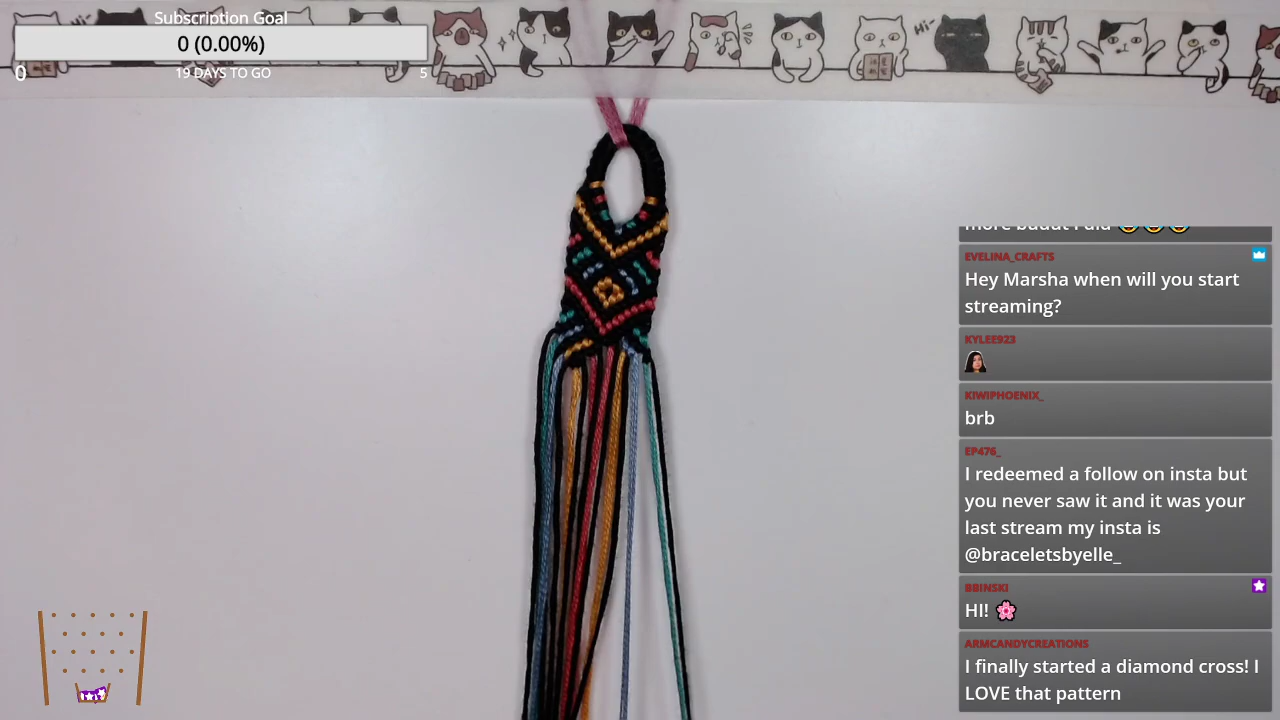 Subscription Goal
0 (0.00%)
0
19 DAYS TO GO
5
Hi-
Hi-
EVELINA_CRAFTS
Hey Marsha when will you start
streaming?
KYLEE923
KIWIPHOENIX_
brb
EP476_
I redeemed a follow on insta but
you never saw it and it was your
last stream my insta is
@braceletsbyelle_
BBINSKI
HI!
ARMCANDYCREATIONS
I finally started a diamond cross! I
LOVE that pattern